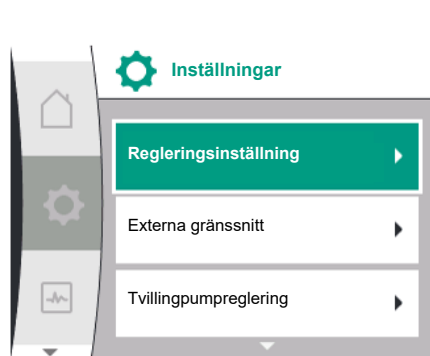 Inställningar
Regleringsinställning
Externa gränssnitt
Tvillingpumpreglering